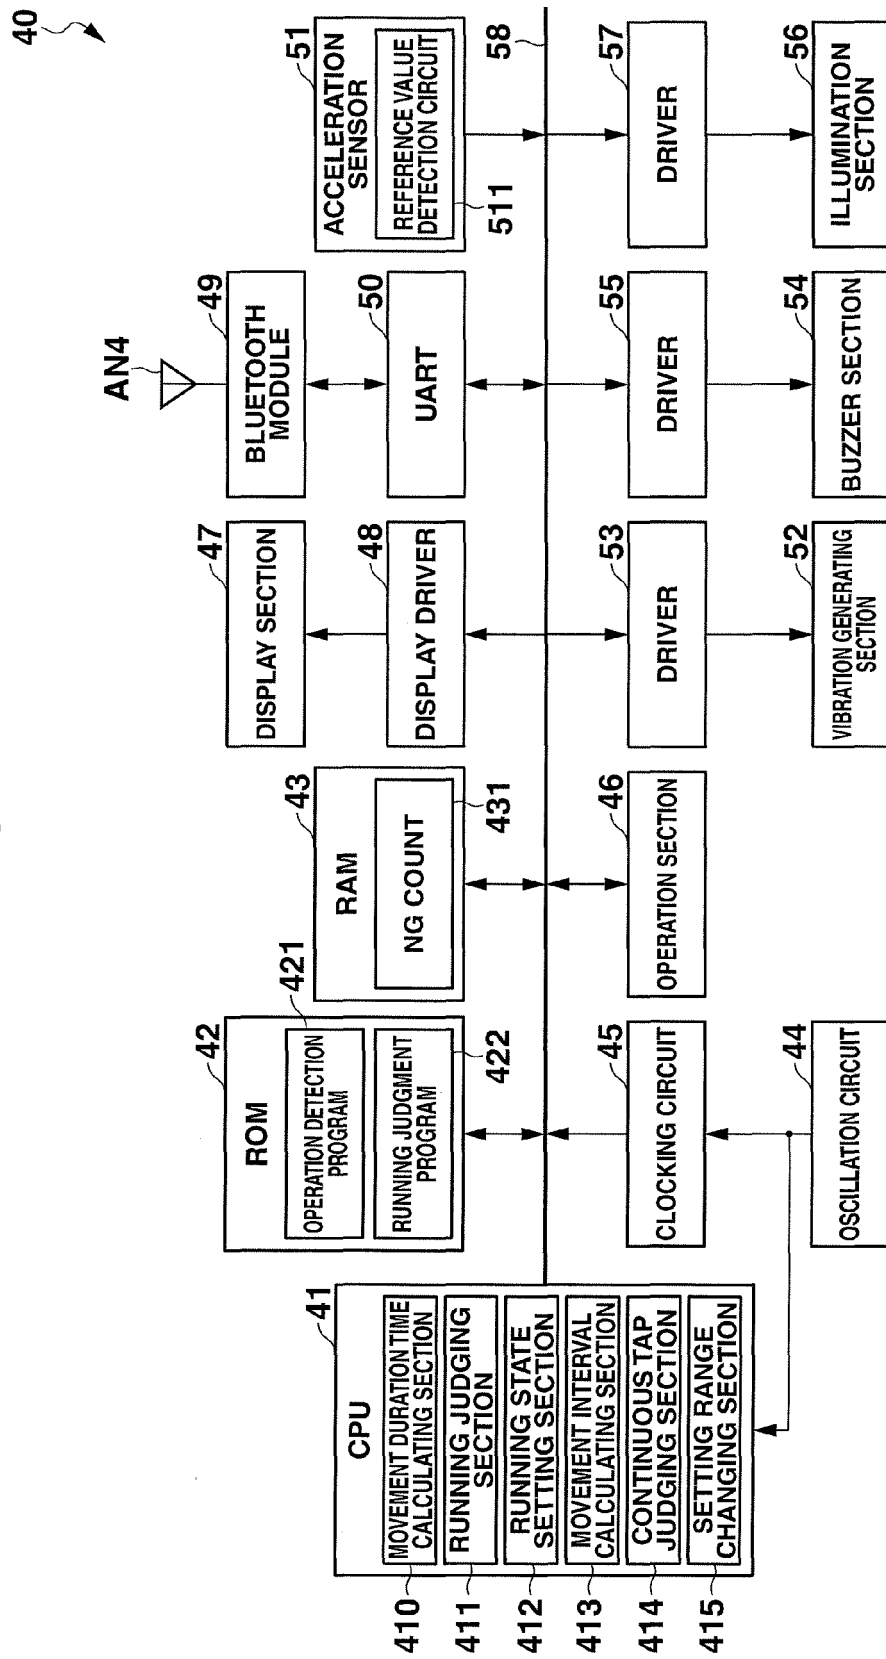 40
41
CPU
MOVEMENT DURATION TIME
CALCULATING SECTION
410
RUNNING JUDGING
SECTION
411
RUNNING STATE
SETTING SECTION
412
MOVEMENT INTERVAL
CALCULATING SECTION
413
CONTINUOUS TAP
JUDGING SECTION
414
SETTING RANGE
CHANGING SECTION
415
42
ROM
421
OPERATION DETECTION
PROGRAM
RUNNING JUDGMENT
PROGRAM
422
43
RAM
NG COUNT
431
47
DISPLAY SECTION
48
DISPLAY DRIVER
AN4
49
BLUETOOTH
MODULE
50
UART
51
ACCELERATION
SENSOR
REFERENCE VALUE
DETECTION CIRCUIT
511
58
45
CLOCKING CIRCUIT
44
OSCILLATION CIRCUIT
46
OPERATION SECTION
53
DRIVER
52
VIBRATION GENERATING
SECTION
55
DRIVER
54
BUZZER SECTION
57
DRIVER
56
ILLUMINATION
SECTION